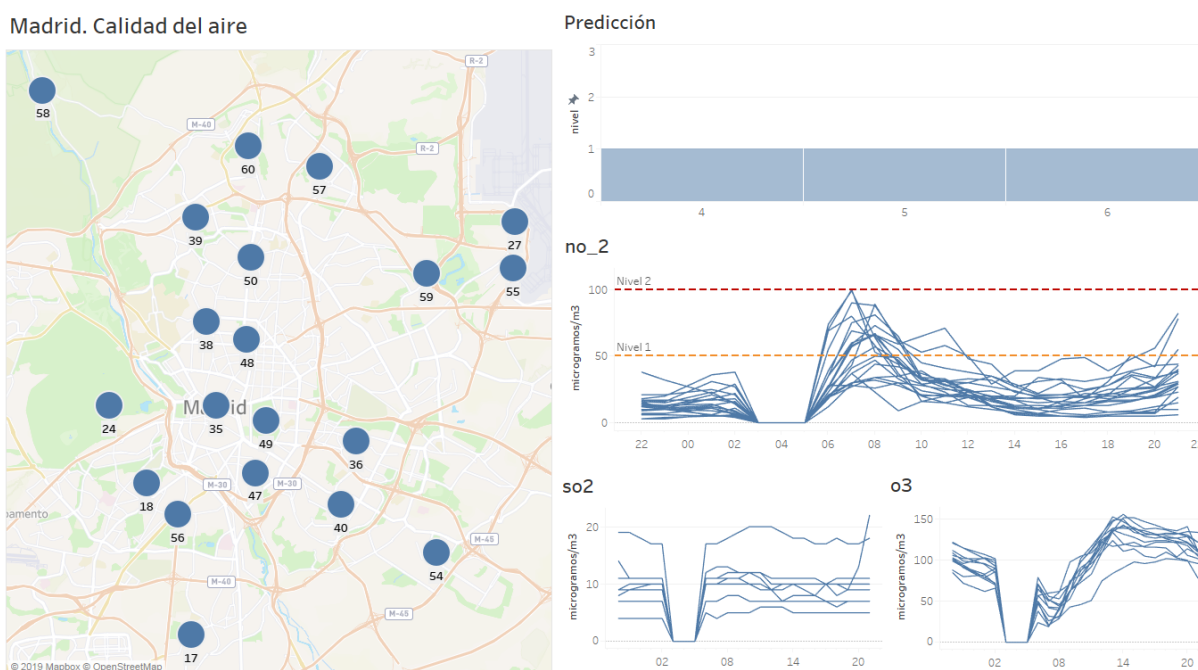 Madrid. Calidad del aire
R-2
58
M-40
60
R-2
57
39
27
50
59
55
38
48
Madrid
24
35
49
36
47
M-30
M-30
18
40
56
M-45
54
M-40
M-45
17
© 2019 Mapbox © OpenStreetMap
Predicción
3
2
1
0
nivel
4
5
6
no_2
Nivel 2
100
Nivel 1
50
0
microgramos/m3
22
00
02
04
06
08
10
12
14
16
18
20
so2
20
10
0
microgramos/m3
02
08
14
20
o3
150
100
50
0
microgramos/m3
02
08
14
20